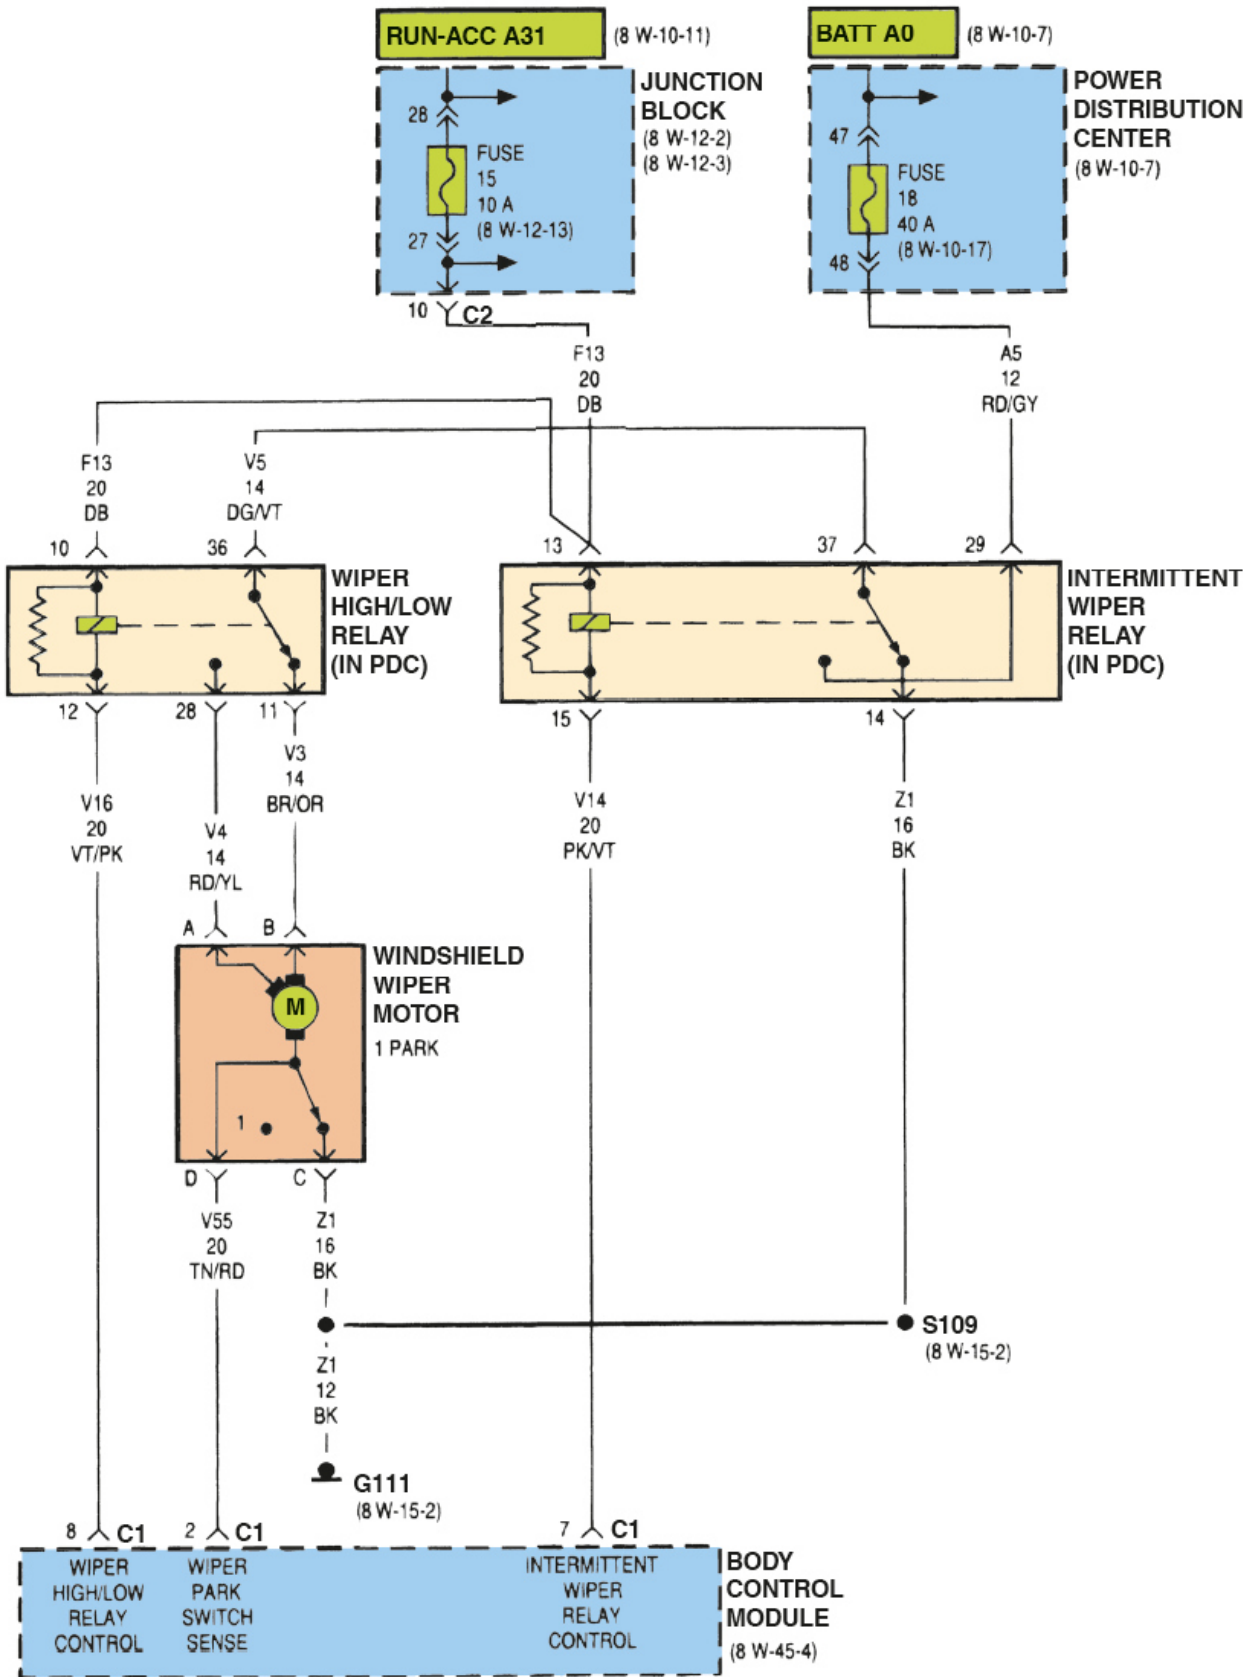 RUN-ACC A31
(8 W-10-11)
BATT A0
(8 W-10-7)
JUNCTION
BLOCK
(8 W-12-2)
(8 W-12-3)
28
FUSE
15
10 A
(8 W-12-13)
27
10
C2
POWER
DISTRIBUTION
CENTER
(8 W-10-7)
47
FUSE
18
40 A
(8 W-10-17)
48
F13
20
DB
A5
12
RD/GY
F13
20
DB
V5
14
DG/VT
10
36
13
37
29
WIPER
HIGH/LOW
RELAY
(IN PDC)
INTERMITTENT
WIPER
RELAY
(IN PDC)
12
28
11
15
14
V3
14
BR/OR
V16
20
VT/PK
V4
14
RD/YL
V14
20
PK/VT
Z1
16
BK
A
B
WINDSHIELD
WIPER
MOTOR
1 PARK
M
1
D
C
V55
20
TN/RD
Z1
16
BK
S109
(8 W-15-2)
Z1
12
BK
G111
(8 W-15-2)
8
C1
2
C1
7
C1
WIPER
HIGH/LOW
RELAY
CONTROL
WIPER
PARK
SWITCH
SENSE
INTERMITTENT
WIPER
RELAY
CONTROL
BODY
CONTROL
MODULE
(8 W-45-4)